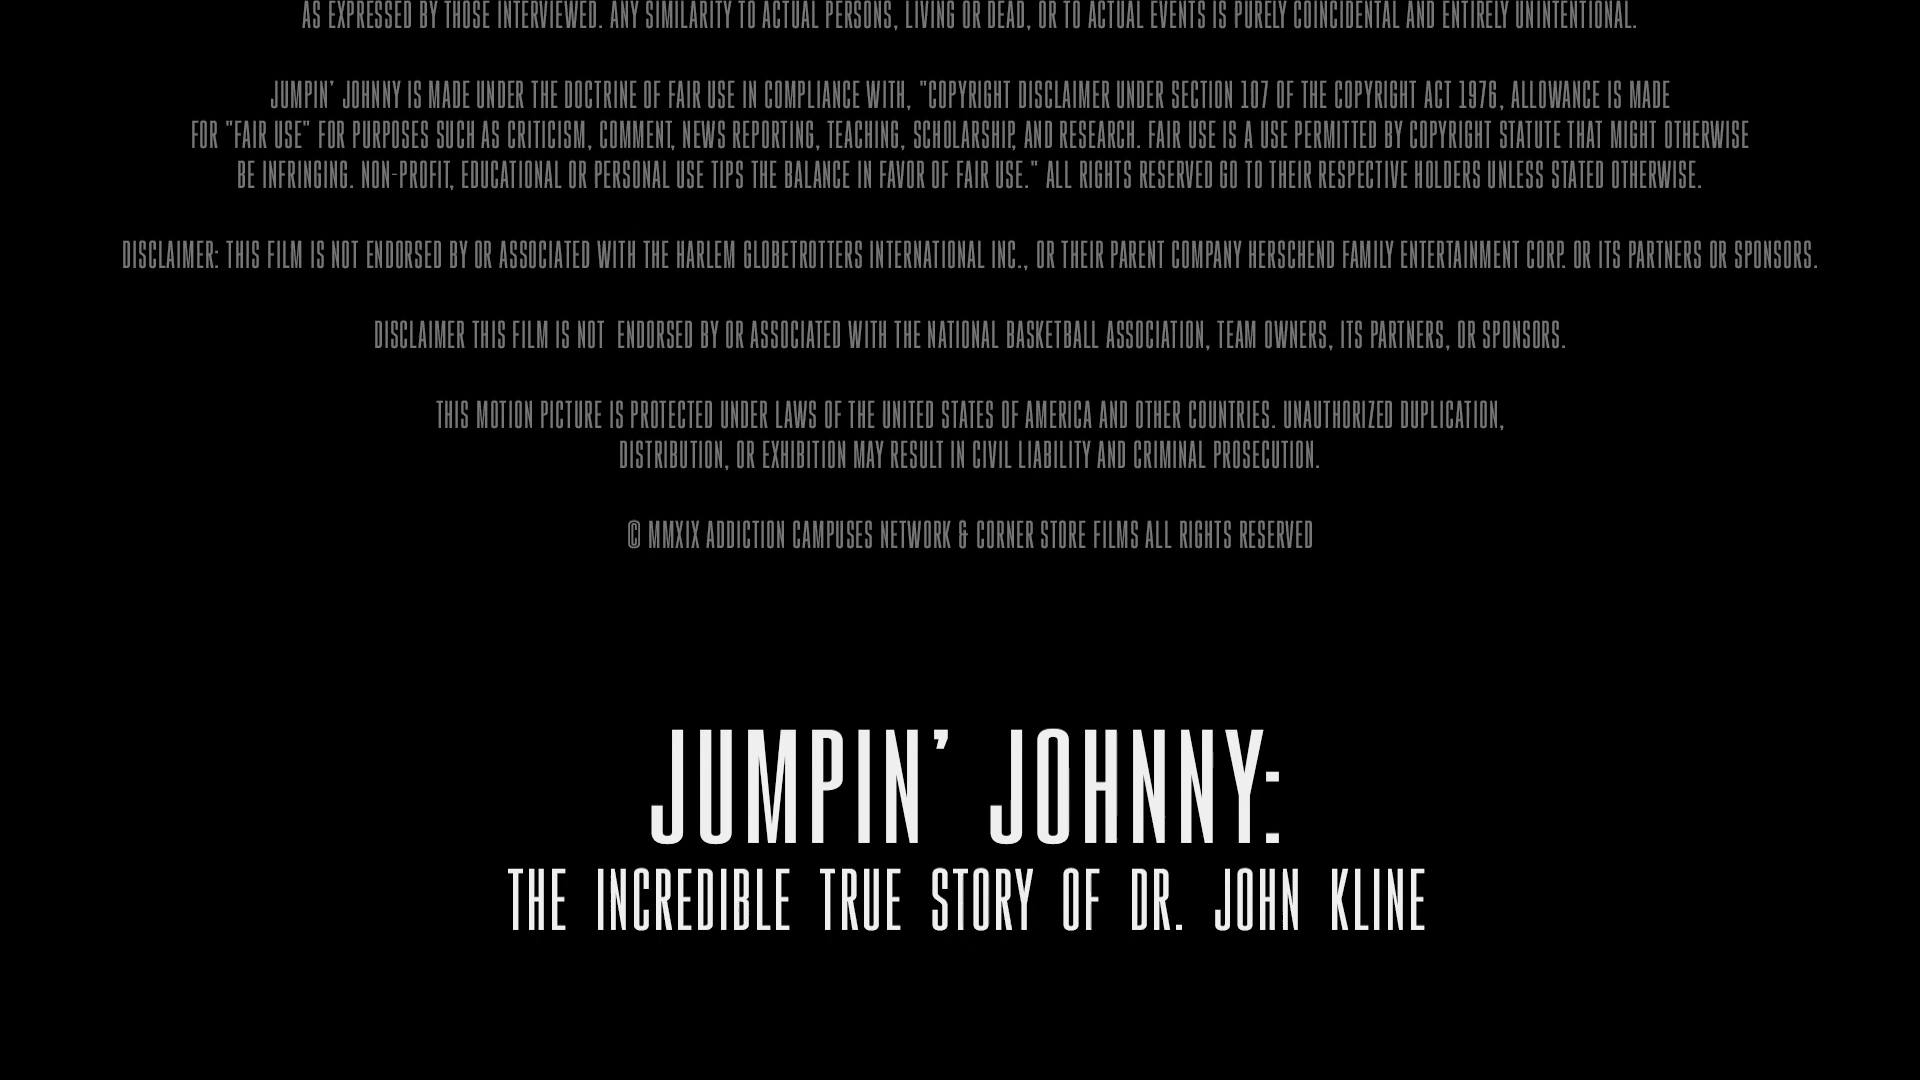 AS EXPRESSED BY THOSE INTERVIEWED. ANY SIMILARITY TO ACTUAL PERSONS, LIVING OR DEAD, OR TO ACTUAL EVENTS IS PURELY COINCIDENTAL AND ENTIRELY UNINTENTIONAL.
JUMPIN' JOHNNY IS MADE UNDER THE DOCTRINE OF FAIR USE IN COMPLIANCE WITH, "COPYRIGHT DISCLAIMER UNDER SECTION 107 OF THE COPYRIGHT ACT 1976, ALLOWANCE IS MADE
FOR "FAIR USE" FOR PURPOSES SUCH AS CRITICISM, COMMENT, NEWS REPORTING, TEACHING, SCHOLARSHIP, AND RESEARCH. FAIR USE IS A USE PERMITTED BY COPYRIGHT STATUTE THAT MIGHT OTHERWISE
BE INFRINGING. NON-PROFIT, EDUCATIONAL OR PERSONAL USE TIPS THE BALANCE IN FAVOR OF FAIR USE." ALL RIGHTS RESERVED GO TO THEIR RESPECTIVE HOLDERS UNLESS STATED OTHERWISE.
DISCLAIMER: THIS FILM IS NOT ENDORSED BY OR ASSOCIATED WITH THE HARLEM GLOBETROTTERS INTERNATIONAL INC., OR THEIR PARENT COMPANY HERSCHEND FAMILY ENTERTAINMENT CORP. OR ITS PARTNERS OR SPONSORS.
DISCLAIMER THIS FILM IS NOT ENDORSED BY OR ASSOCIATED WITH THE NATIONAL BASKETBALL ASSOCIATION, TEAM OWNERS, ITS PARTNERS, OR SPONSORS.
THIS MOTION PICTURE IS PROTECTED UNDER LAWS OF THE UNITED STATES OF AMERICA AND OTHER COUNTRIES. UNAUTHORIZED DUPLICATION,
DISTRIBUTION, OR EXHIBITION MAY RESULT IN CIVIL LIABILITY AND CRIMINAL PROSECUTION.
© MMXIX ADDICTION CAMPUSES NETWORK & CORNER STORE FILMS ALL RIGHTS RESERVED
JUMPIN' JOHNNY:
THE INCREDIBLE TRUE STORY OF DR. JOHN KLINE